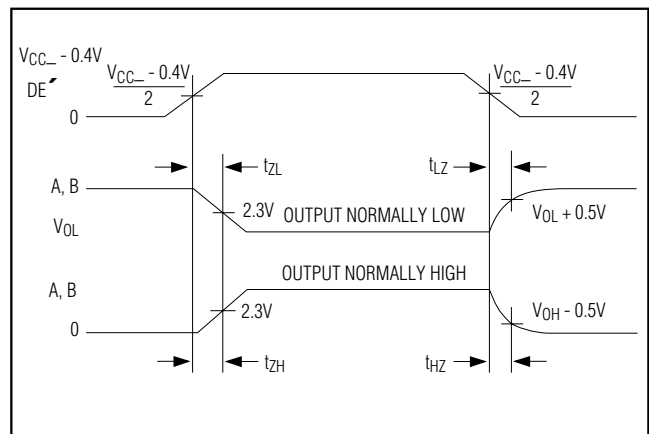 VCC_ - 0.4V
DE´
0
VCC_ - 0.4V
2
VCC_ - 0.4V
2
tZL
tLZ
A, B
VOL
2.3V
OUTPUT NORMALLY LOW
VOL + 0.5V
OUTPUT NORMALLY HIGH
A, B
0
2.3V
VOH - 0.5V
tZH
tHZ